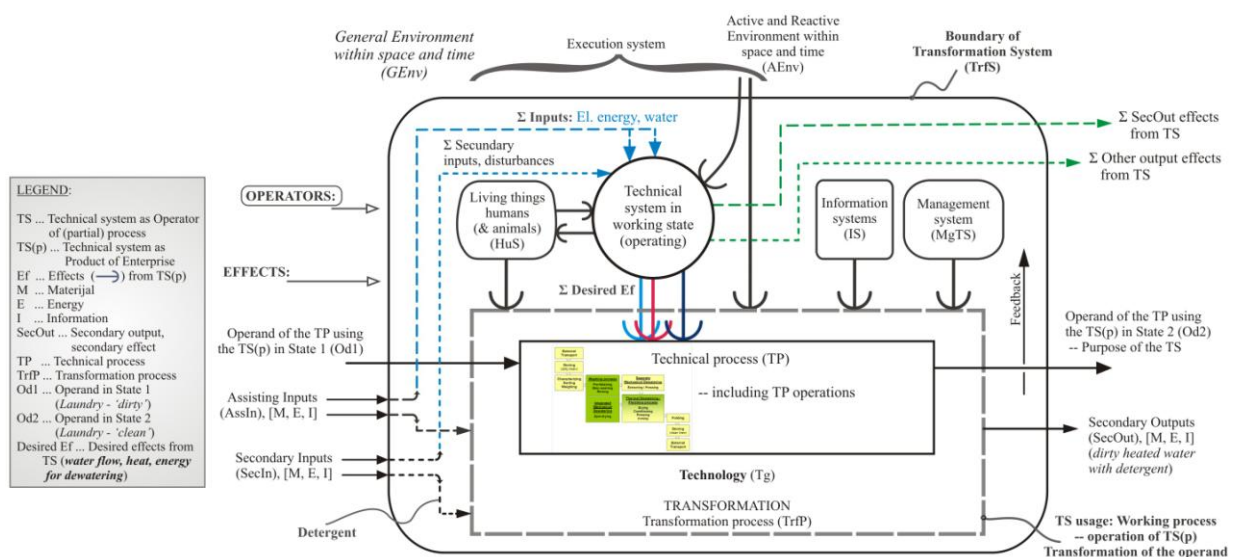 General Environment
within space and time
(GEnv)
Execution system
Active and Reactive
Environment within
space and time
(AEnv)
Boundary of
Transformation System
(TrfS)
Σ Inputs: El. energy, water
Σ Secundary
inputs, disturbances
Σ SecOut effects
from TS
Σ Other output effects
from TS
LEGEND:
TS ... Technical system as Operator
of (partial) process
TS(p) ... Technical system as
Product of Enterprise
Ef ... Effects ( ) from TS(p)
M ... Materijal
E ... Energy
I ... Information
SecOut ... Secondary output,
secondary effect
TP ... Technical process
TrfP ... Transformation process
Od1 ... Operand in State 1
(Laundry - ‘dirty’)
Od2 ... Operand in State 2
(Laundry - ‘clean’)
Desired Ef ... Desired effects from
TS (water flow, heat, energy
for dewatering)
OPERATORS:
Living things
humans
(& animals)
(HuS)
Technical
system in
working state
(operating)
Information
systems
(IS)
Management
system
(MgTS)
EFFECTS:
Σ Desired Ef
Feedback
Operand of the TP using
the TS(p) in State 1 (Od1)
Technical process (TP)
-- including TP operations
Operand of the TP using
the TS(p) in State 2 (Od2)
-- Purpose of the TS
Assisting Inputs
(AssIn), [M, E, I]
Secondary Inputs
(SecIn), [M, E, I]
Detergent
Technology (Tg)
TRANSFORMATION
Transformation process (TrfP)
Secondary Outputs
(SecOut), [M, E, I]
(dirty heated water
with detergent)
TS usage: Working process
-- operation of TS(p)
Transformation of the operand